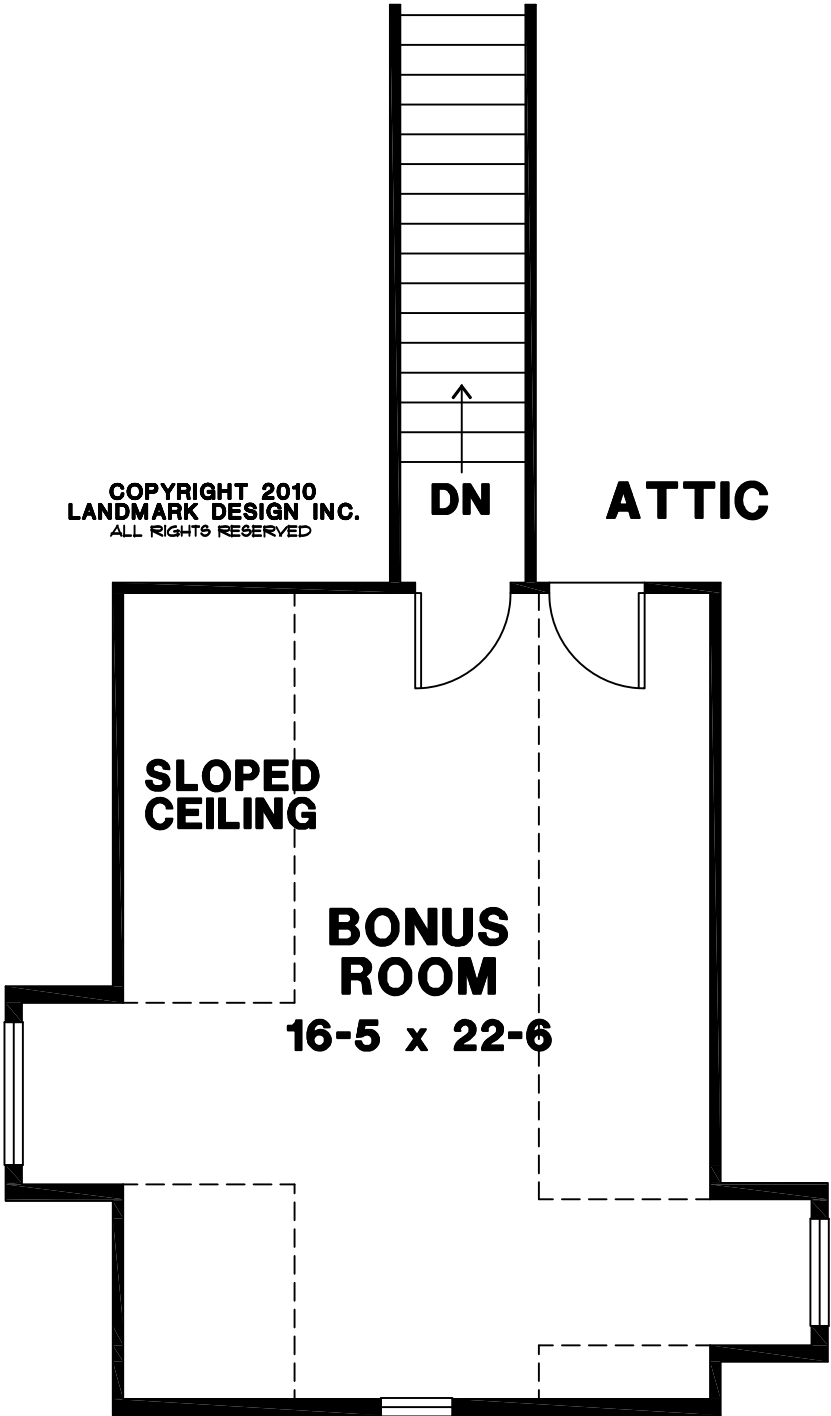 COPYRIGHT 2010
LANDMARK DESIGN INC.
ALL RIGHTS RESERVED
DN
ATTIC
SLOPED
CEILING
BONUS
ROOM
16-5 x 22-6